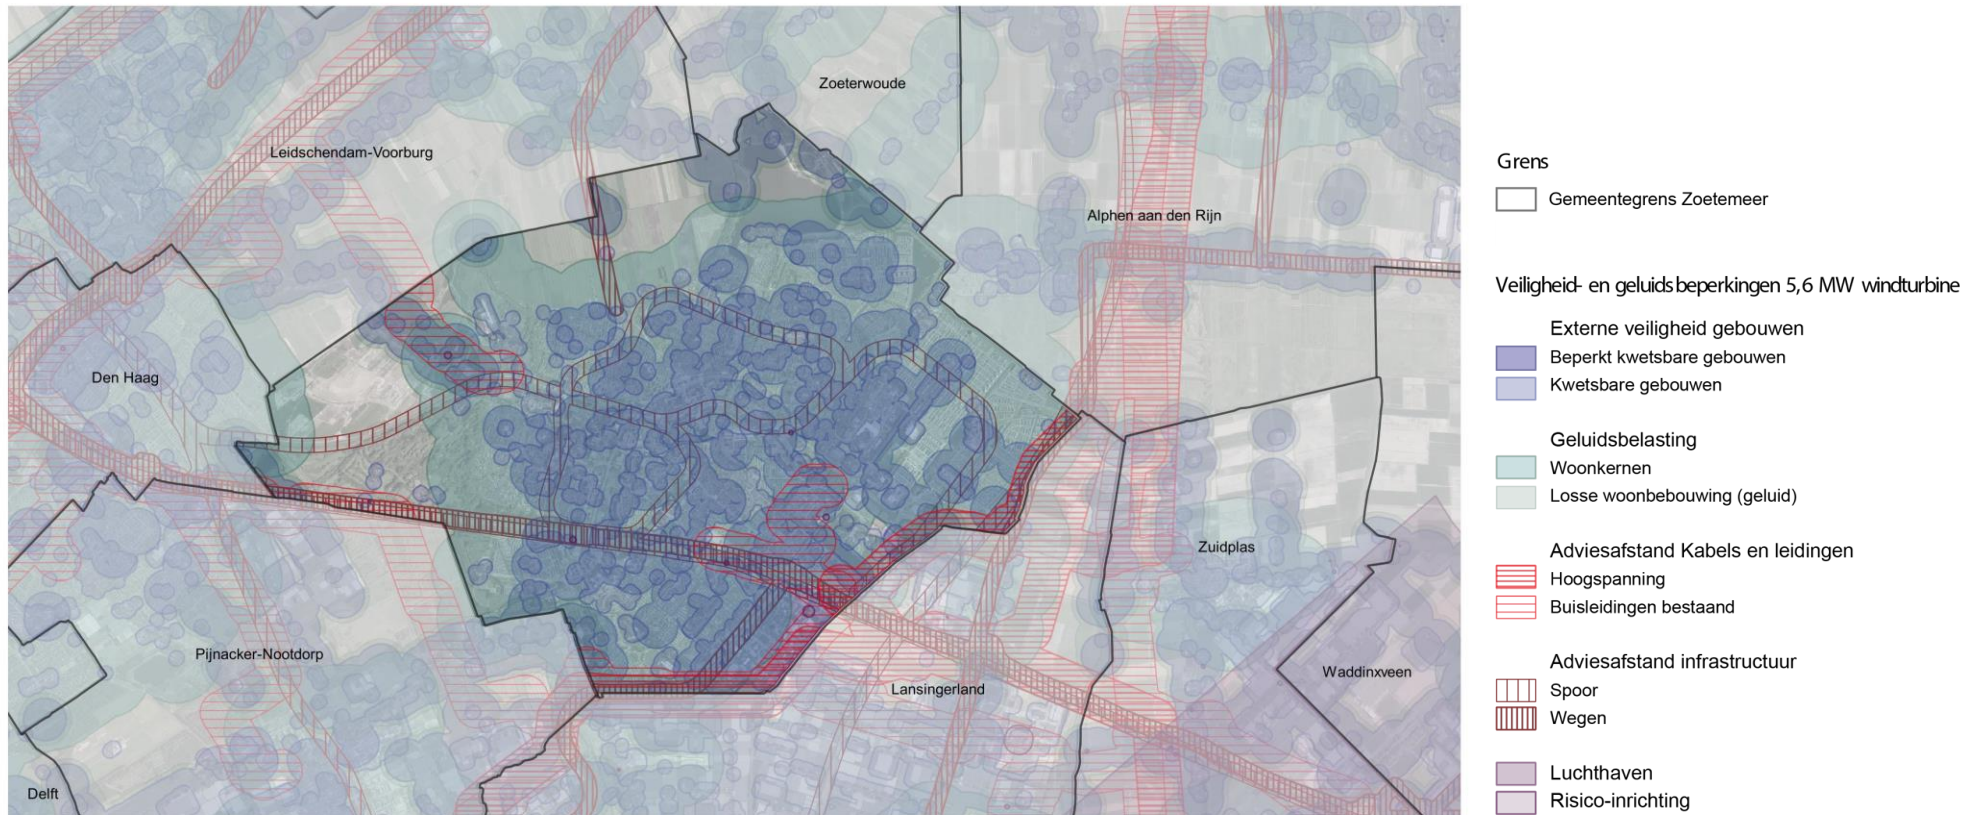 Zoeterwoude
Leidschendam-Voorburg
Alphen aan den Rijn
Den Haag
Zuidplas
Pijnacker-Nootdorp
Waddinxveen
Lansingerland
Delft
Grens
Gemeentegrens Zoetemeer
Veiligheid- en geluidsbeperkingen 5,6 MW windturbine
Externe veiligheid gebouwen
Beperkt kwetsbare gebouwen
Kwetsbare gebouwen
Geluidsbelasting
Woonkernen
Losse woonbebouwing (geluid)
Adviesafstand Kabels en leidingen
Hoogspanning
Buisleidingen bestaand
Adviesafstand infrastructuur
Spoor
Wegen
Luchthaven
Risico-inrichting